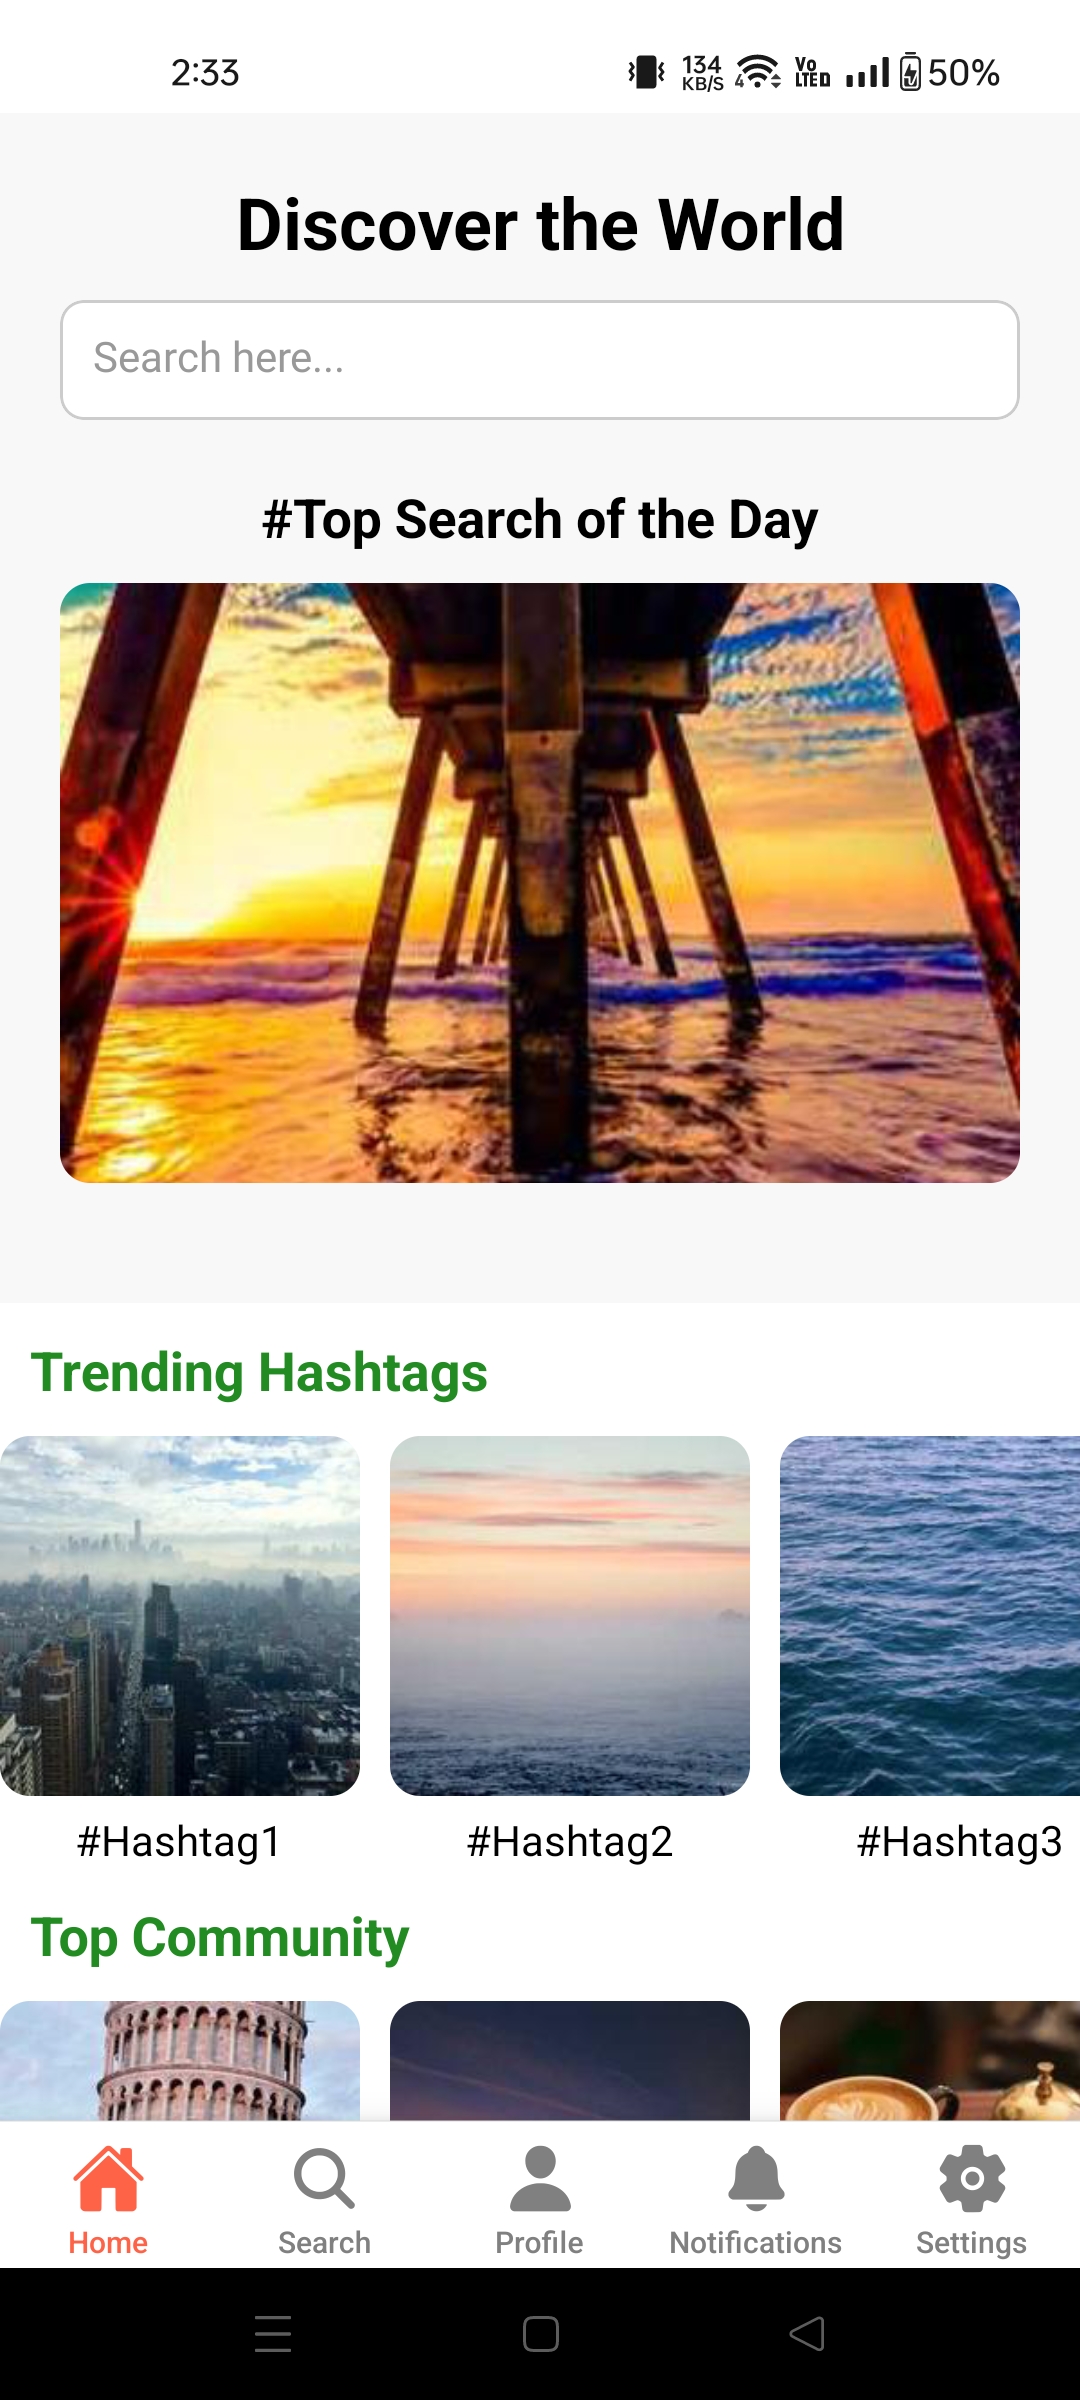 2:33
134 KB/S
4
Vo LTE D
50%
Discover the World
Search here...
#Top Search of the Day
Trending Hashtags
#Hashtag1
#Hashtag2
#Hashtag3
Top Community
Home
Search
Profile
Notifications
Settings